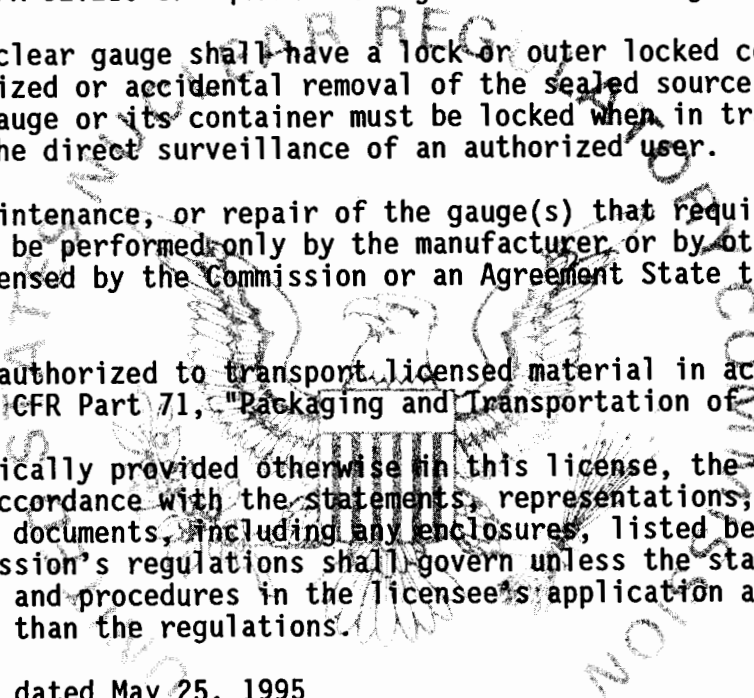 clear gauge shall have a lock or outer locked c
ized or accidental removal of the sealed source
auge or its container must be locked when in tr
he direct surveillance of an authorized user.
intenance, or repair of the gauge(s) that requi
be performed only by the manufacturer or by ot
ensed by the Commission or an Agreement State t
authorized to transport licensed material in ac
CFR Part 71, "Packaging and Transportation of
ically provided otherwise in this license, the
ccordance with the statements, representations,
documents, including any enclosures, listed be
ssion's regulations shall govern unless the sta
and procedures in the licensee's application a
than the regulations.
dated May 25, 1995